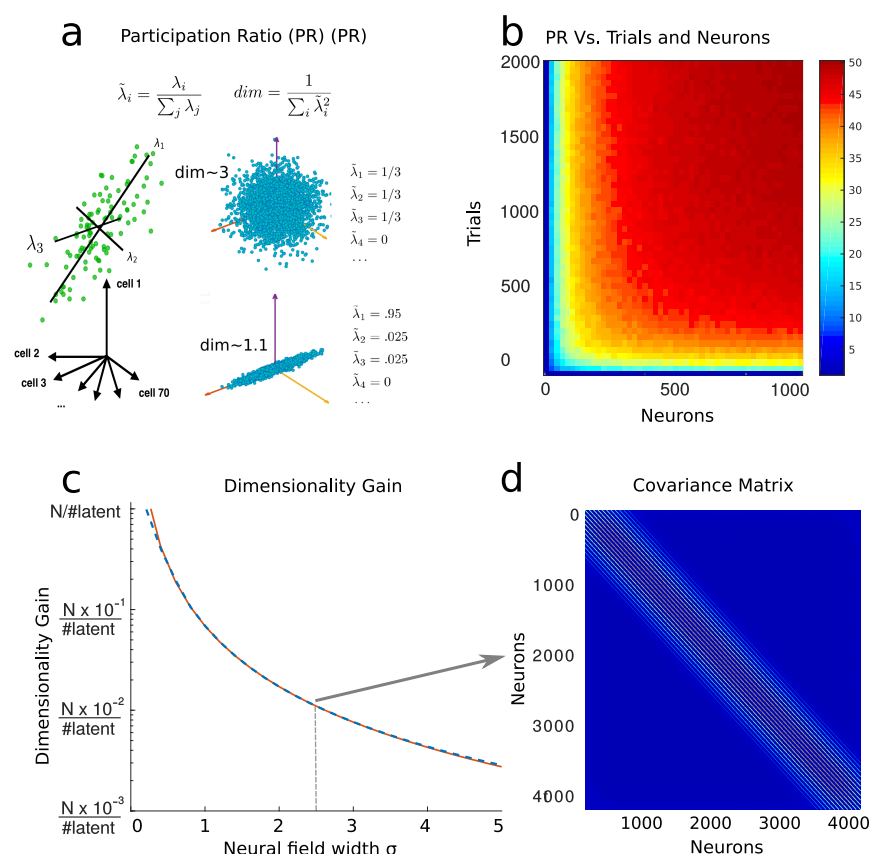 a
Participation Ratio (PR) (PR)
λ̃ᵢ = λᵢ / ∑ⱼ λⱼ
dim = 1 / ∑ᵢ λ̃ᵢ²
λ₁
λ₃
λ₂
cell 1
cell 2
cell 3
...
cell 70
dim~3
λ̃₁ = 1/3
λ̃₂ = 1/3
λ̃₃ = 1/3
λ̃₄ = 0
...
dim~1.1
λ̃₁ = .95
λ̃₂ = .025
λ̃₃ = .025
λ̃₄ = 0
...
b
PR Vs. Trials and Neurons
Trials
2000
1500
1000
500
0
0
500
1000
Neurons
50
45
40
35
30
25
20
15
10
5
c
Dimensionality Gain
Dimensionality Gain
N/#latent
N x 10⁻¹
#latent
N x 10⁻²
#latent
N x 10⁻³
#latent
0 1 2 3 4 5
Neural field width σ
d
Covariance Matrix
Neurons
0
1000
2000
3000
4000
1000 2000 3000 4000
Neurons